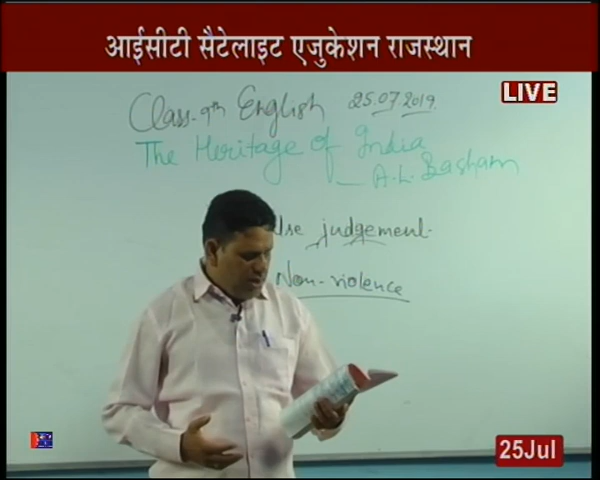 आईसीटी सैटेलाइट एजुकेशन राजस्थान
LIVE
Class-9th English 25.07.2019
The Heritage of India
- A.L. Basham
judgement.
Non-violence
25Jul